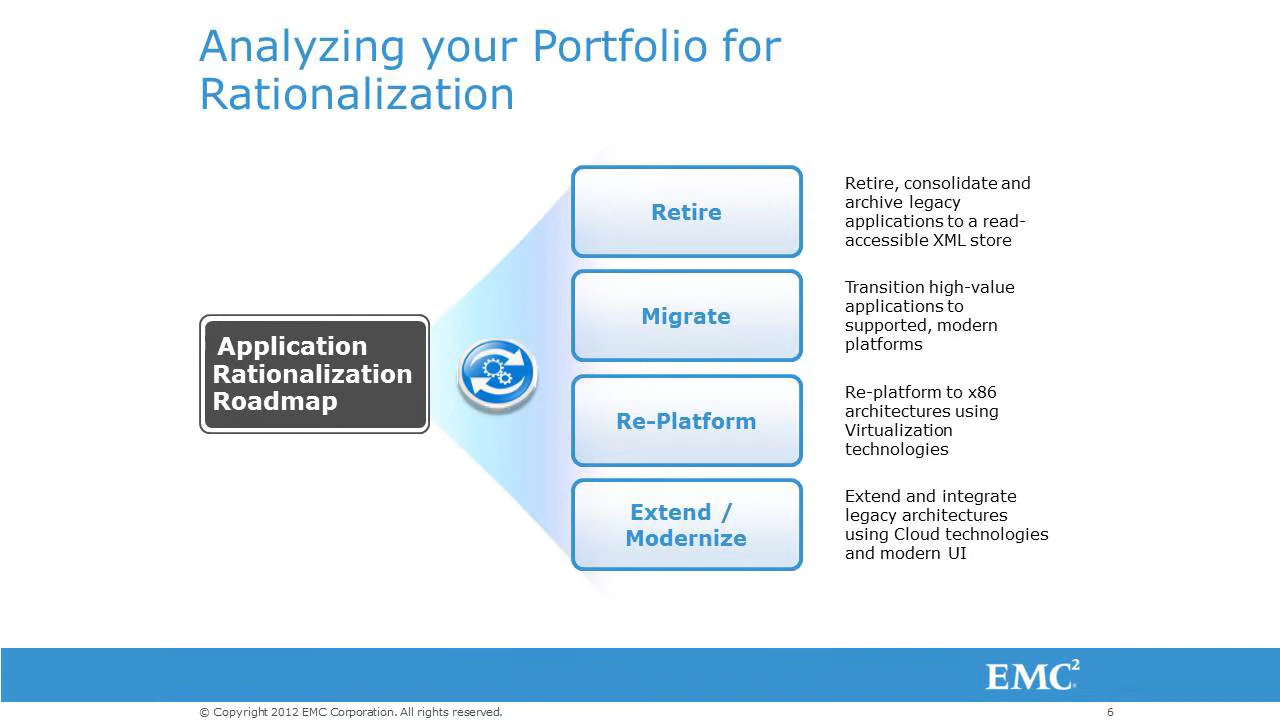 Analyzing your Portfolio for
Rationalization
Application
Rationalization
Roadmap
Retire
Retire, consolidate and
archive legacy
applications to a read-
accessible XML store
Migrate
Transition high-value
applications to
supported, modern
platforms
Re-Platform
Re-platform to x86
architectures using
Virtualization
technologies
Extend /
Modernize
Extend and integrate
legacy architectures
using Cloud technologies
and modern UI
EMC²
© Copyright 2012 EMC Corporation. All rights reserved.
6